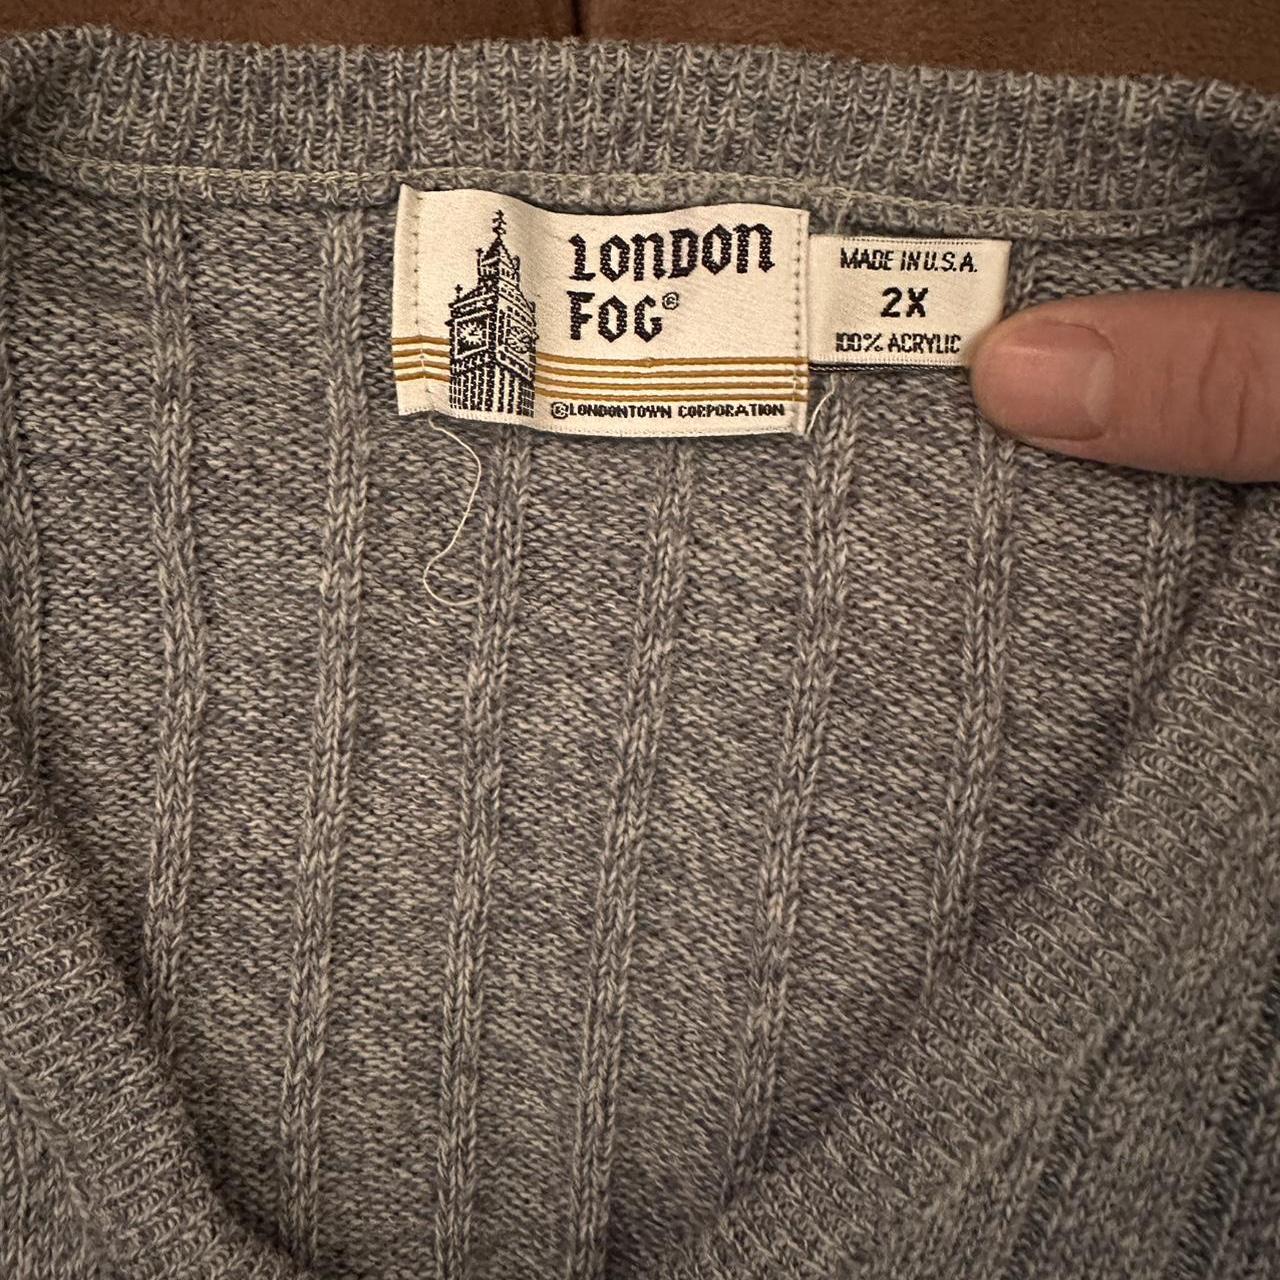 LONDON
FOG®
©LONDONTOWN CORPORATION
MADE IN U.S.A.
2X
100% ACRYLIC